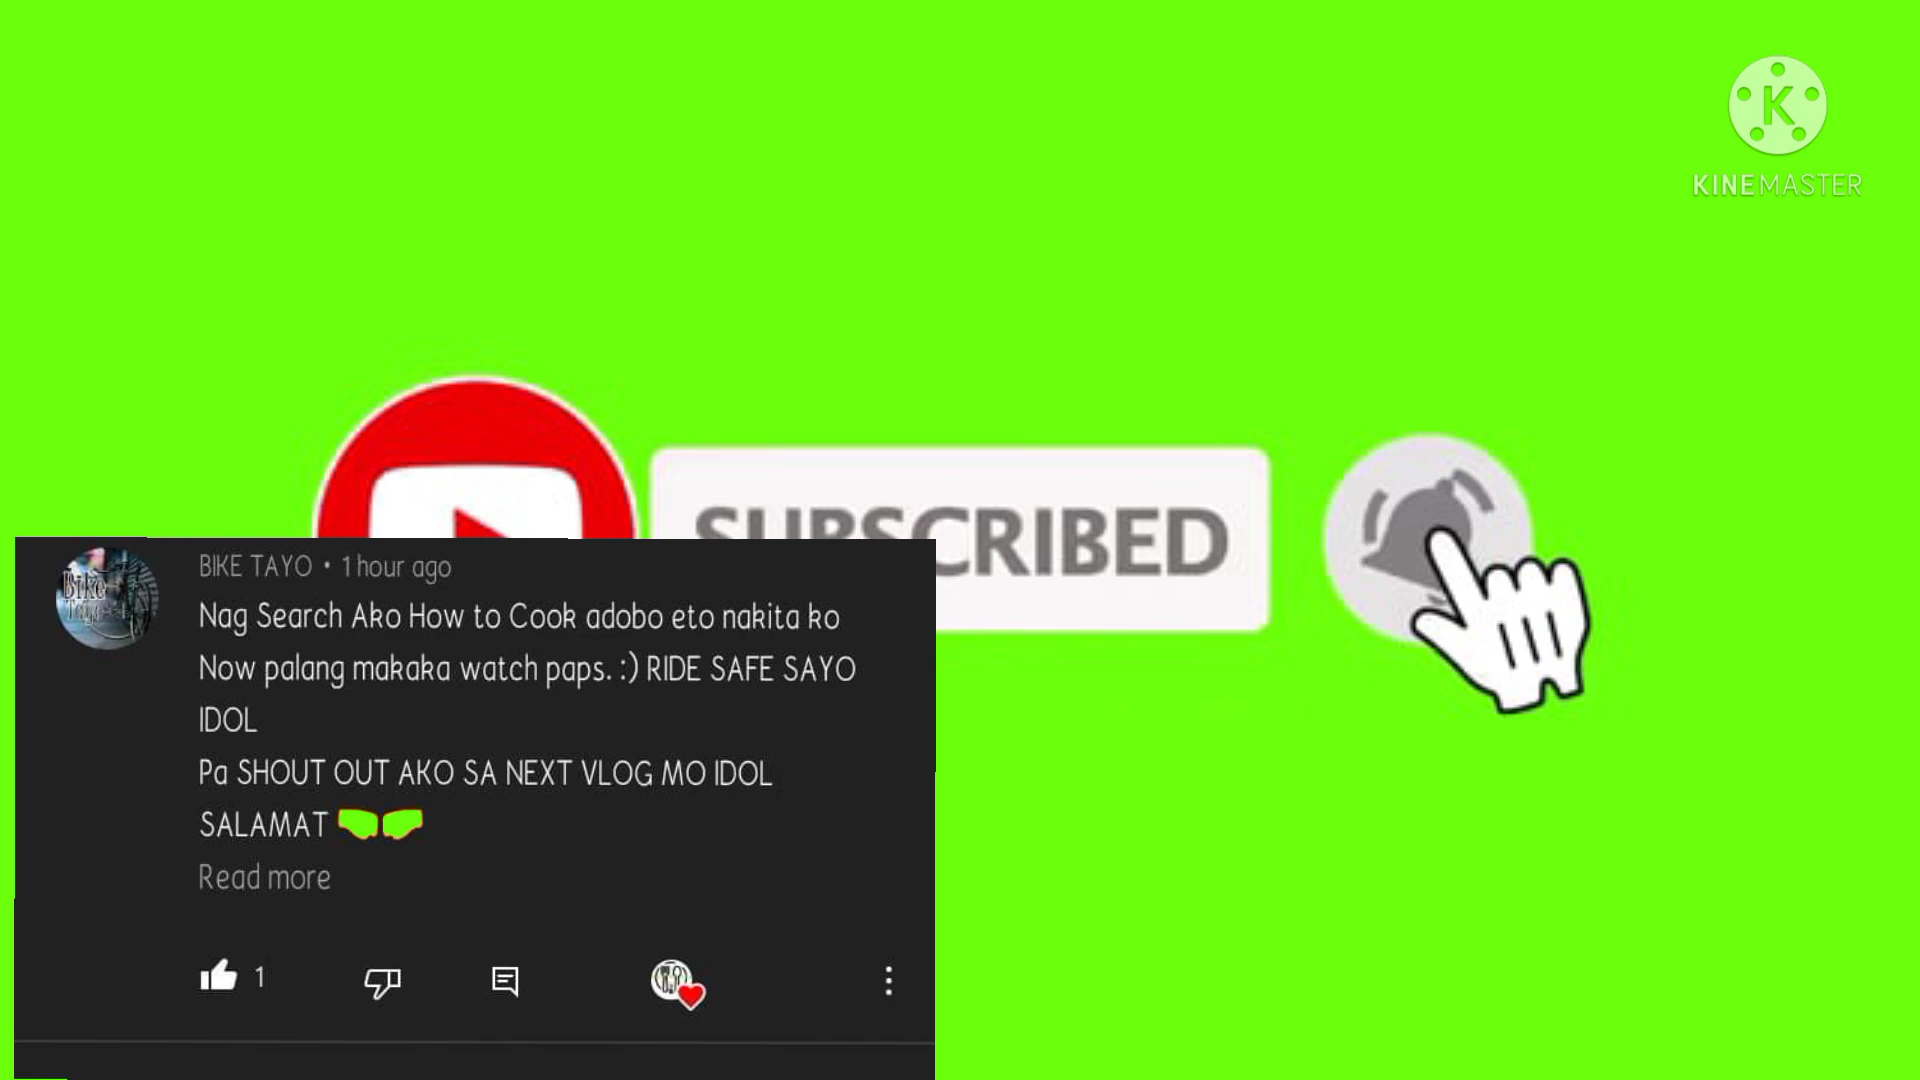 K
KINEMASTER
SUBSCRIBED
BIKE TAYO • 1 hour ago
Bike
Tayo
Nag Search Ako How to Cook adobo eto nakita ko
Now palang makaka watch paps. :) RIDE SAFE SAYO
IDOL
Pa SHOUT OUT AKO SA NEXT VLOG MO IDOL
SALAMAT
Read more
1